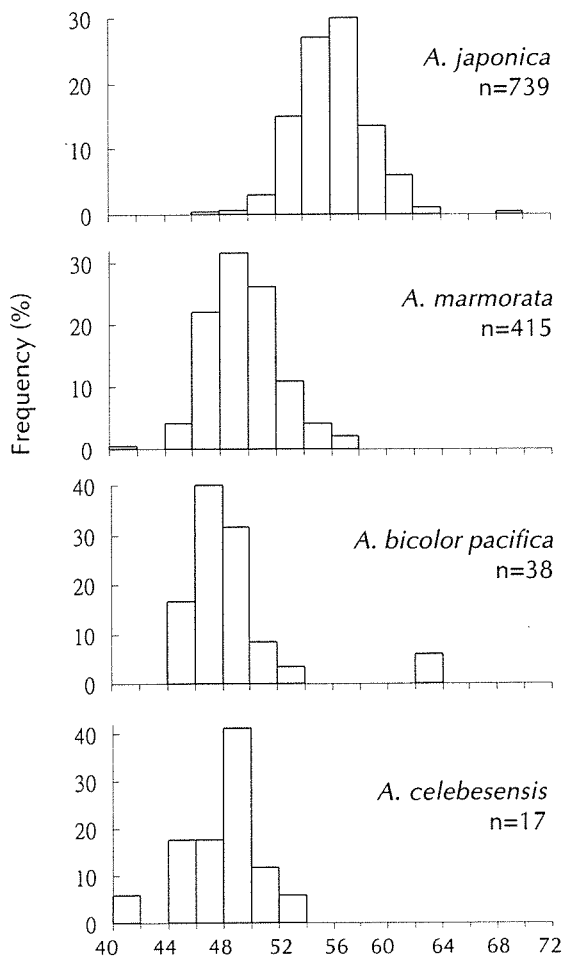 30
20
10
0
A. japonica
n=739
30
20
10
0
A. marmorata
n=415
Frequency (%)
40
30
20
10
0
A. bicolor pacifica
n=38
40
30
20
10
0
A. celebesensis
n=17
40 44 48 52 56 60 64 68 72